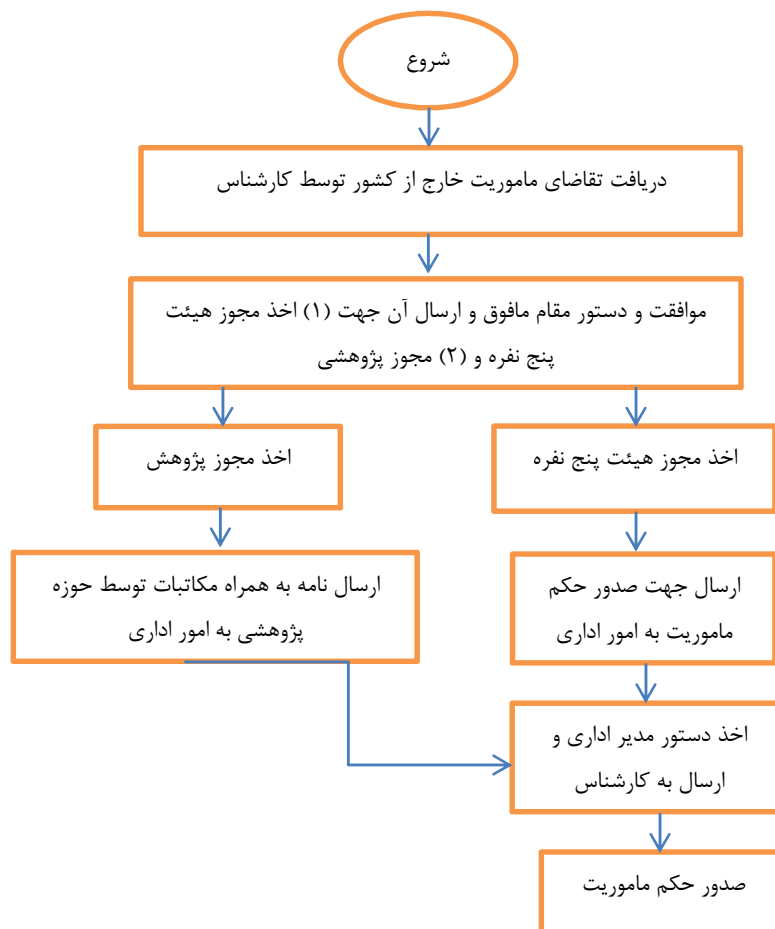 شروع
دریافت تقاضای ماموریت خارج از کشور توسط کارشناس
موافقت و دستور مقام مافوق و ارسال آن جهت (۱) اخذ مجوز هیئت
پنج نفره و (۲) مجوز پژوهشی
اخذ مجوز هیئت پنج نفره
اخذ مجوز پژوهش
ارسال جهت صدور حکم
ماموریت به امور اداری
ارسال نامه به همراه مکاتبات توسط حوزه
پژوهشی به امور اداری
اخذ دستور مدیر اداری و
ارسال به کارشناس
صدور حکم ماموریت